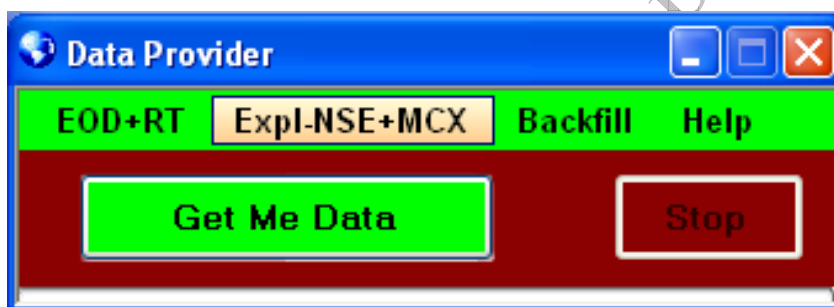 Data Provider
EOD+RT Expl-NSE+MCX Backfill Help
Get Me Data Stop